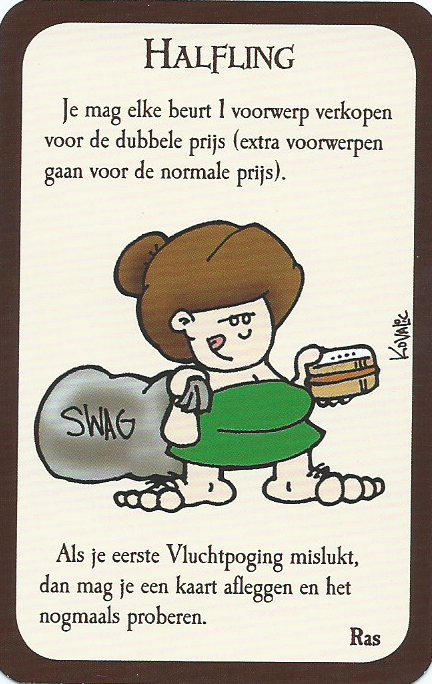 HALFLING
Je mag elke beurt 1 voorwerp verkopen
voor de dubbele prijs (extra voorwerpen
gaan voor de normale prijs).
KOVALIC
SWAG
Als je eerste Vluchtpoging mislukt,
dan mag je een kaart afleggen en het
nogmaals proberen.
Ras